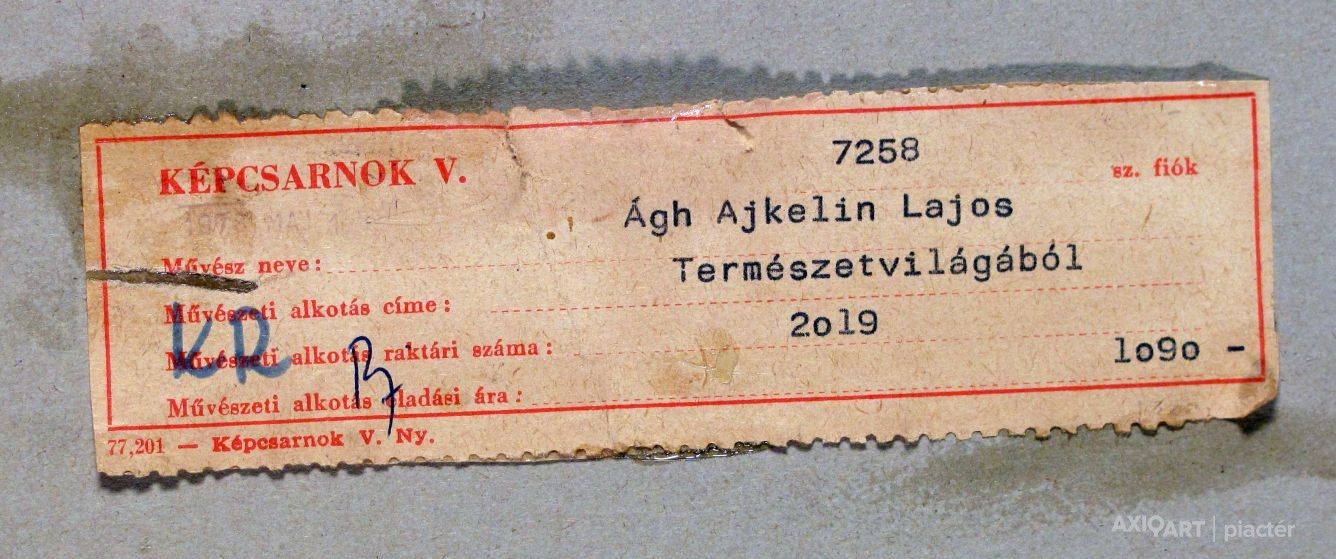 KÉPCSARNOK V.
7258 sz. fiók
Művész neve: Ágh Ajkelin Lajos
Művészeti alkotás címe: Természetvilágából
Művészeti alkotás raktári száma: 2o19
Művészeti alkotás eladási ára: lo9o -
KR
77,201 — Képcsarnok V. Ny.
AXIOART | piactér